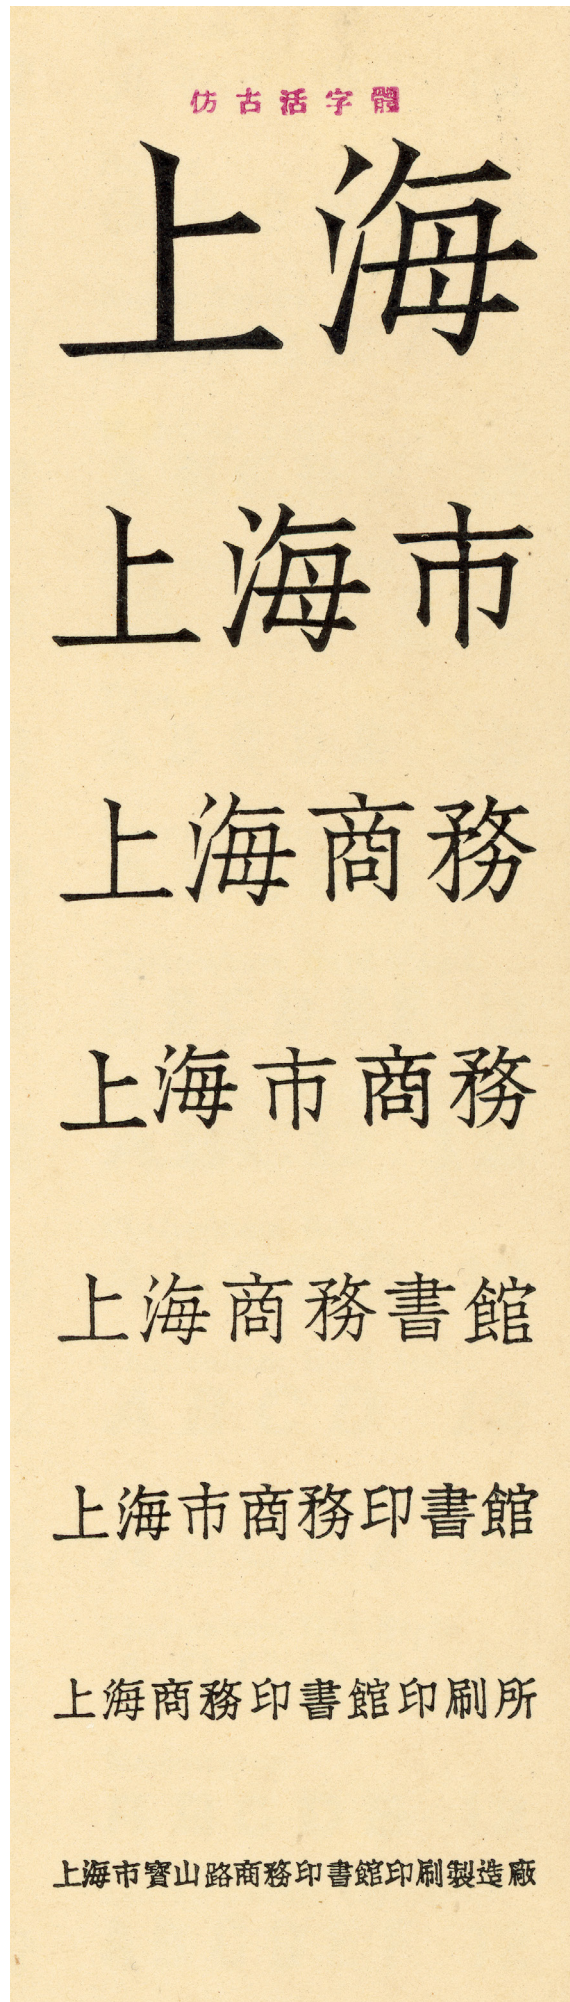 仿古活字體
上海
上海市
上海商務
上海市商務
上海商務書館
上海市商務印書館
上海商務印書館印刷所
上海市寶山路商務印書館印刷製造廠